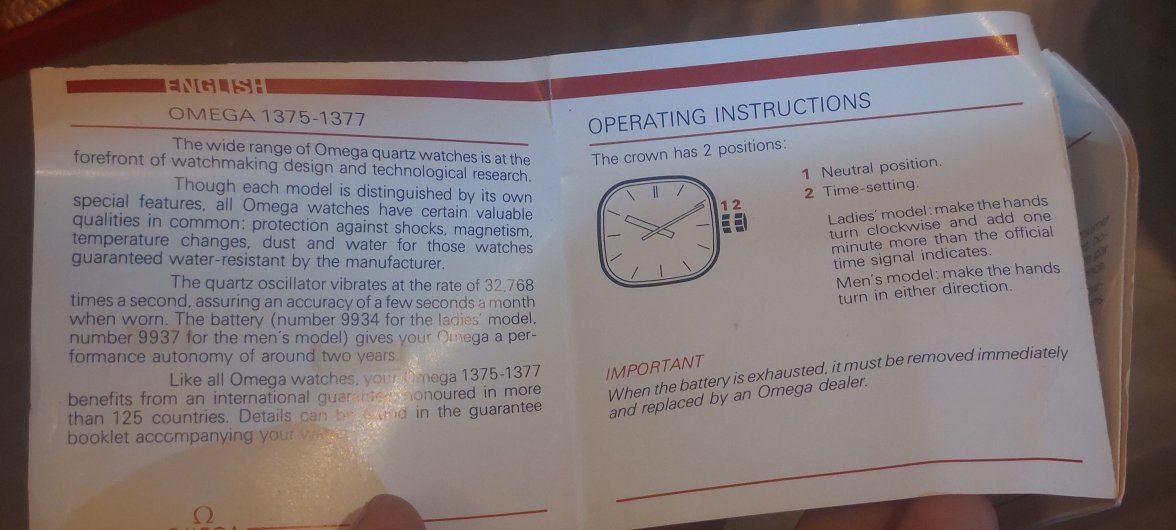 ENGLISH
OMEGA 1375-1377
The wide range of Omega quartz watches is at the
forefront of watchmaking design and technological research.
Though each model is distinguished by its own
special features, all Omega watches have certain valuable
qualities in common: protection against shocks, magnetism,
temperature changes, dust and water for those watches
guaranteed water-resistant by the manufacturer.
The quartz oscillator vibrates at the rate of 32,768
times a second, assuring an accuracy of a few seconds a month
when worn. The battery (number 9934 for the ladies' model,
number 9937 for the men's model) gives your Omega a per-
formance autonomy of around two years.
Like all Omega watches, your Omega 1375-1377
benefits from an international guarantee honoured in more
than 125 countries. Details can be found in the guarantee
booklet accompanying your
Ω
OMEGA
OPERATING INSTRUCTIONS
The crown has 2 positions:
1 2
1 Neutral position.
2 Time-setting.
Ladies' model: make the hands
turn clockwise and add one
minute more than the official
time signal indicates.
Men's model: make the hands
turn in either direction.
IMPORTANT
When the battery is exhausted, it must be removed immediately
and replaced by an Omega dealer.